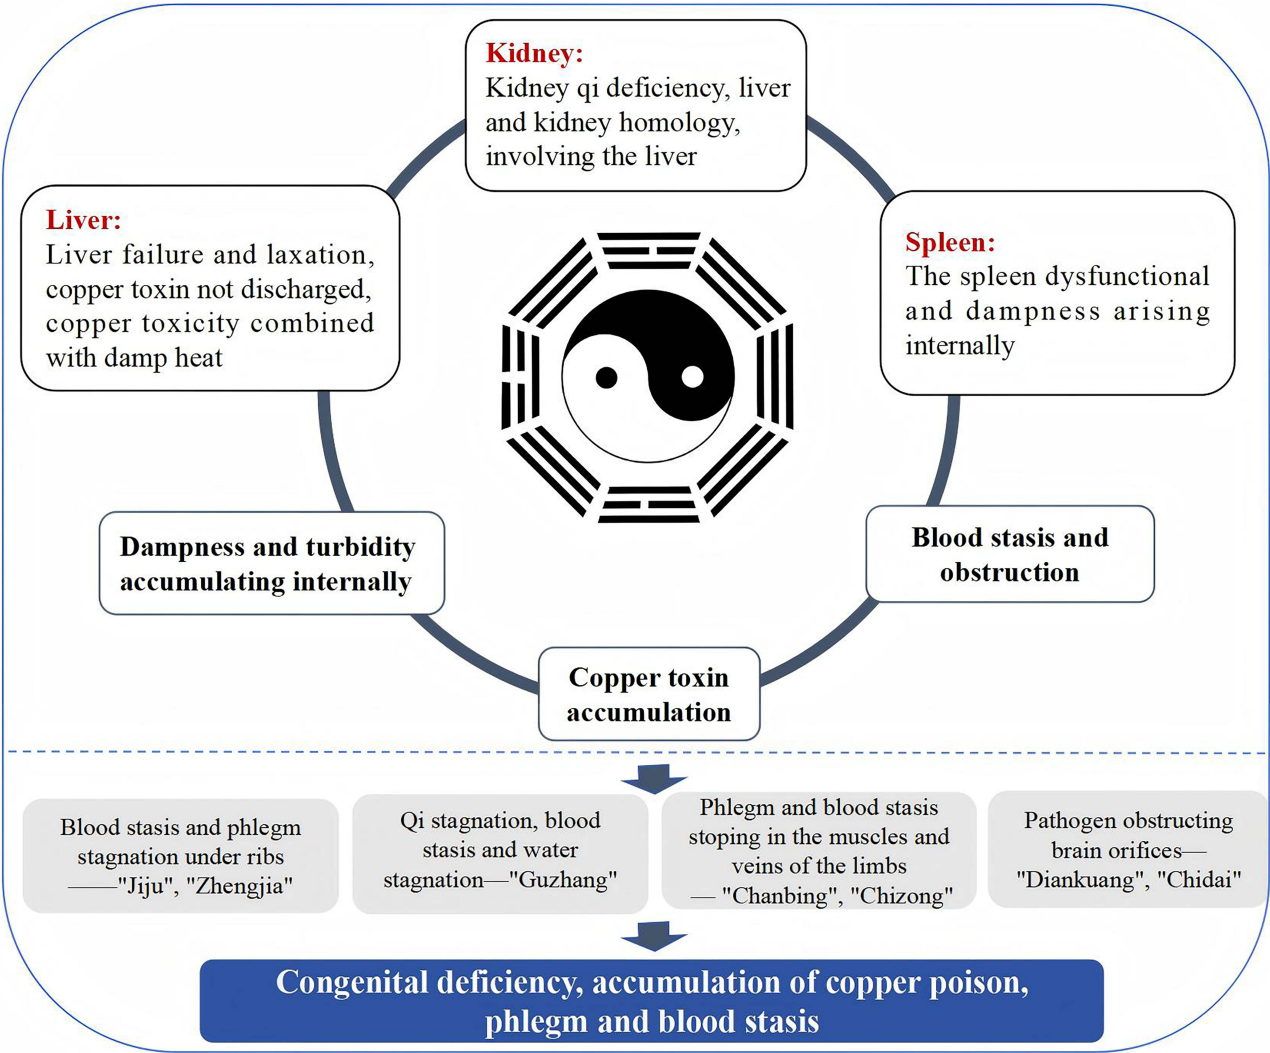 Kidney:
Kidney qi deficiency, liver
and kidney homology,
involving the liver
Liver:
Liver failure and laxation,
copper toxin not discharged,
copper toxicity combined
with damp heat
Spleen:
The spleen dysfunctional
and dampness arising
internally
Dampness and turbidity
accumulating internally
Blood stasis and
obstruction
Copper toxin
accumulation
Blood stasis and phlegm
stagnation under ribs
——"Jiju", "Zhengjia"
Qi stagnation, blood
stasis and water
stagnation—"Guzhang"
Phlegm and blood stasis
stoping in the muscles and
veins of the limbs
— "Chanbing", "Chizong"
Pathogen obstructing
brain orifices—
"Diankuang", "Chidai"
Congenital deficiency, accumulation of copper poison,
phlegm and blood stasis